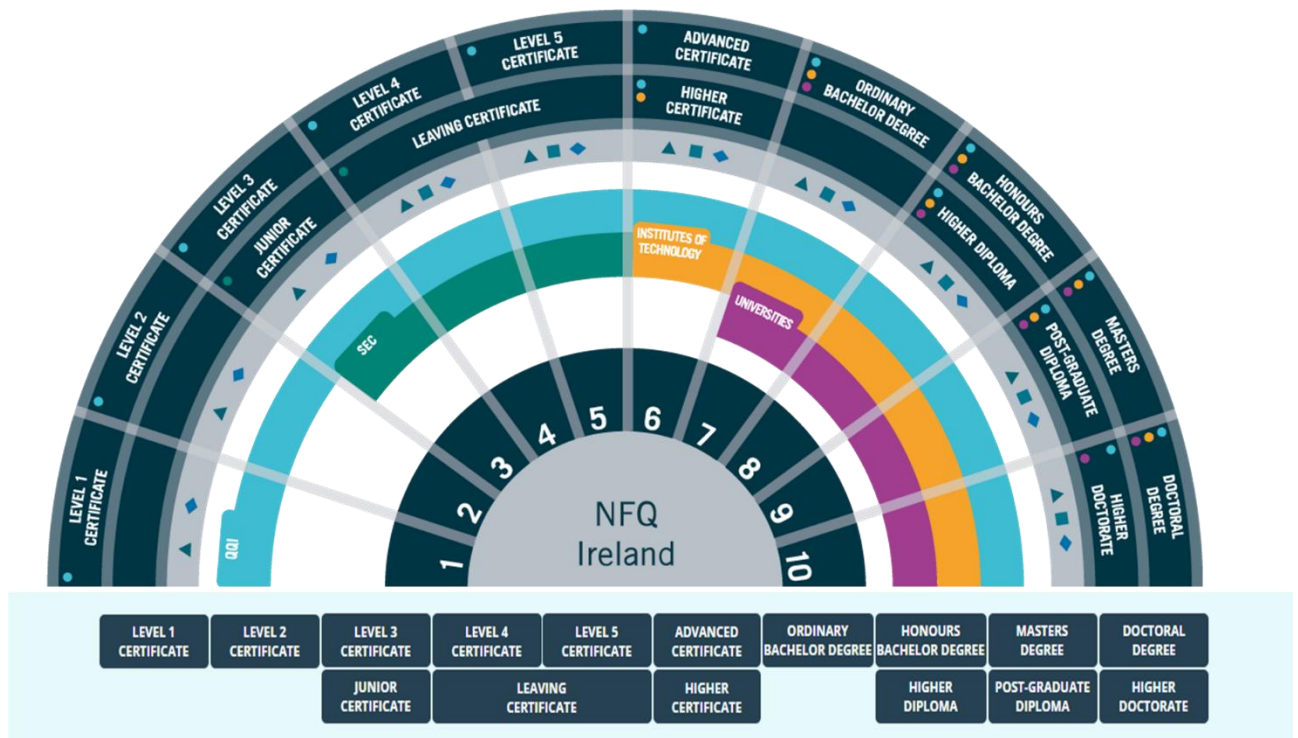 LEVEL 1
CERTIFICATE
LEVEL 2
CERTIFICATE
LEVEL 3
CERTIFICATE
LEVEL 4
CERTIFICATE
LEVEL 5
CERTIFICATE
ADVANCED
CERTIFICATE
ORDINARY
BACHELOR DEGREE
HONOURS
BACHELOR DEGREE
MASTERS
DEGREE
DOCTORAL
DEGREE
JUNIOR
CERTIFICATE
LEAVING CERTIFICATE
HIGHER
CERTIFICATE
HIGHER DIPLOMA
POST-GRADUATE
DIPLOMA
HIGHER
DOCTORATE
QQI
SEC
INSTITUTES OF
TECHNOLOGY
UNIVERSITIES
1
2
3
4
5
6
7
8
9
10
NFQ
Ireland
LEVEL 1
CERTIFICATE
LEVEL 2
CERTIFICATE
LEVEL 3
CERTIFICATE
LEVEL 4
CERTIFICATE
LEVEL 5
CERTIFICATE
ADVANCED
CERTIFICATE
ORDINARY
BACHELOR DEGREE
HONOURS
BACHELOR DEGREE
MASTERS
DEGREE
DOCTORAL
DEGREE
JUNIOR
CERTIFICATE
LEAVING
CERTIFICATE
HIGHER
CERTIFICATE
HIGHER
DIPLOMA
POST-GRADUATE
DIPLOMA
HIGHER
DOCTORATE